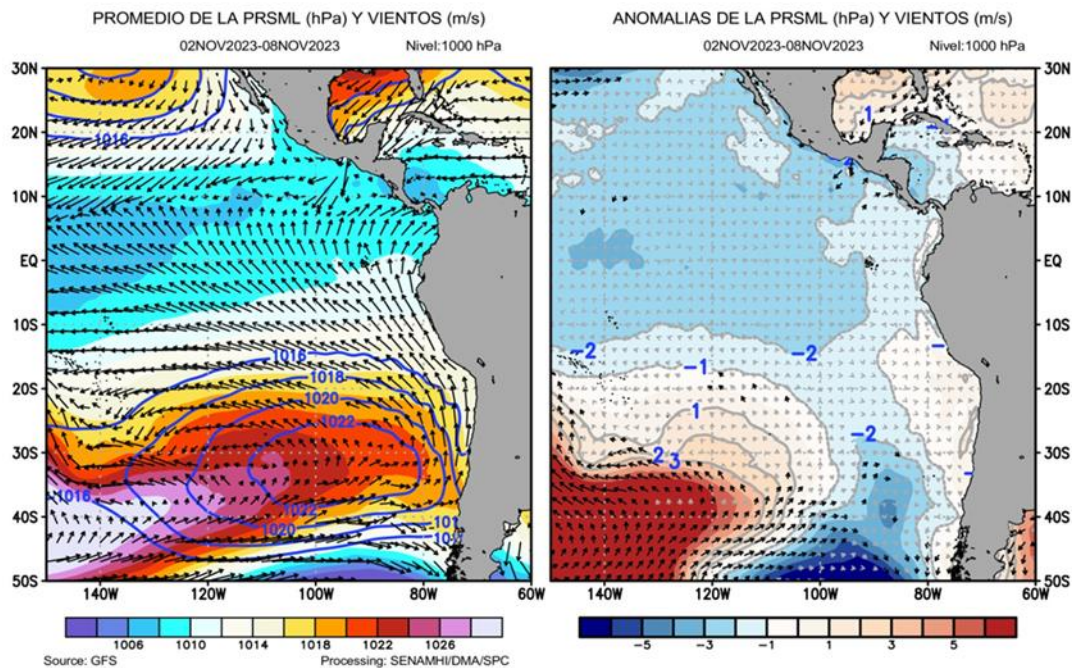 PROMEDIO DE LA PRSML (hPa) Y VIENTOS (m/s)
02NOV2023-08NOV2023 Nivel:1000 hPa
30N
1016
20N
10N
EQ
10S
1016
1018
20S
1020
1022
30S
1016
1022
40S
1020
101
50S
140W 120W 100W 80W 60W
1006 1010 1014 1018 1022 1026
Source: GFS Processing: SENAMHI/DMA/SPC
ANOMALIAS DE LA PRSML (hPa) Y VIENTOS (m/s)
02NOV2023-08NOV2023 Nivel:1000 hPa
30N
1
20N
10N
EQ
10S
-2 -2
-1
20S
1
-2
2 3
30S
40S
50S
140W 120W 100W 80W 60W
-5 -3 -1 1 3 5